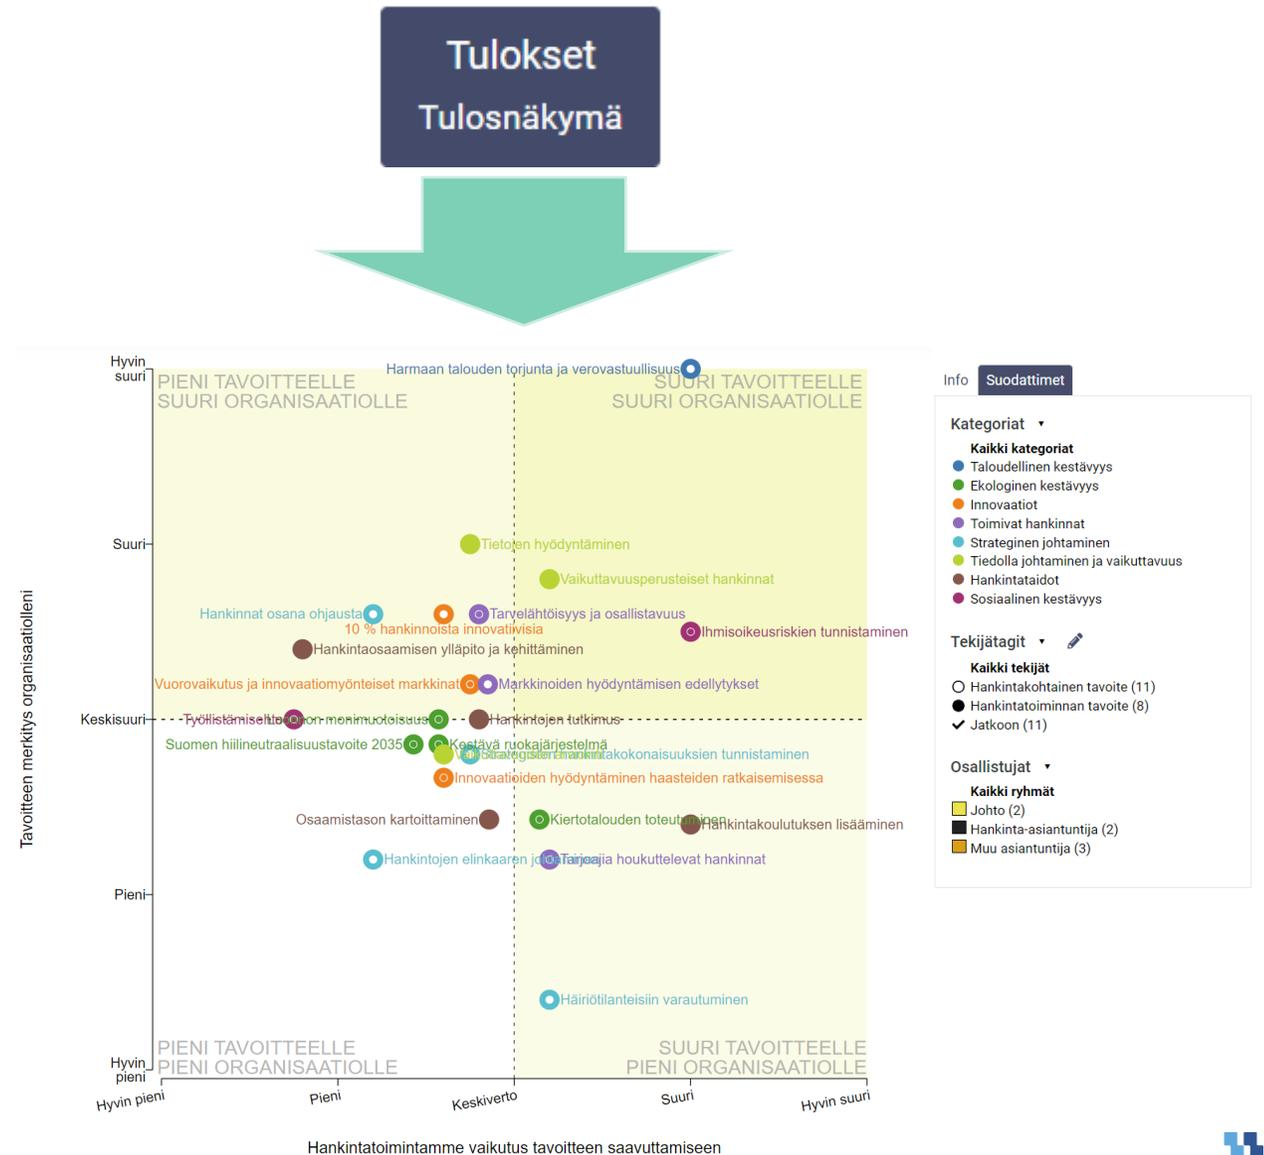 Tulokset
Tulosnäkymä
Hyvin
suuri
Harmaan talouden torjunta ja verovastuullisuus
PIENI TAVOITTEELLE
SUURI ORGANISAATIOLLE
SUURI TAVOITTEELLE
SUURI ORGANISAATIOLLE
Suuri
Tietojen hyödyntäminen
Vaikuttavuusperusteiset hankinnat
Hankinnat osana ohjausta
Tarvelähtöisyys ja osallistavuus
10 % hankinnoista innovatiivisia
Ihmisoikeusriskien tunnistaminen
Hankintaosaamisen ylläpito ja kehittäminen
Vuorovaikutus ja innovaatiomyönteiset markkinat
Markkinoiden hyödyntämisen edellytykset
Keskisuuri
monimuotoisuus
Hankintojen tutkimus
Suomen hiilineutraalisuustavoite 2035
Kestävä ruokajärjestelmä
hankintakokonaisuuksien tunnistaminen
Innovaatioiden hyödyntäminen haasteiden ratkaisemisessa
Osaamistason kartoittaminen
Kiertotalouden toteutuminen
Hankintakoulutuksen lisääminen
Hankintojen elinkaaren
Tarjoajia houkuttelevat hankinnat
Pieni
Häiriötilanteisiin varautuminen
PIENI TAVOITTEELLE
PIENI ORGANISAATIOLLE
SUURI TAVOITTEELLE
PIENI ORGANISAATIOLLE
Hyvin
pieni
Hyvin pieni
Pieni
Keskiverto
Suuri
Hyvin suuri
Tavoitteen merkitys organisaatiolleni
Hankintatoimintamme vaikutus tavoitteen saavuttamiseen
Info
Suodattimet
Kategoriat
Kaikki kategoriat
Taloudellinen kestävyys
Ekologinen kestävyys
Innovaatiot
Toimivat hankinnat
Strateginen johtaminen
Tiedolla johtaminen ja vaikuttavuus
Hankintataidot
Sosiaalinen kestävyys
Tekijätagit
Kaikki tekijät
Hankintakohtainen tavoite (11)
Hankintatoiminnan tavoite (8)
Jatkoon (11)
Osallistujat
Kaikki ryhmät
Johto (2)
Hankinta-asiantuntija (2)
Muu asiantuntija (3)